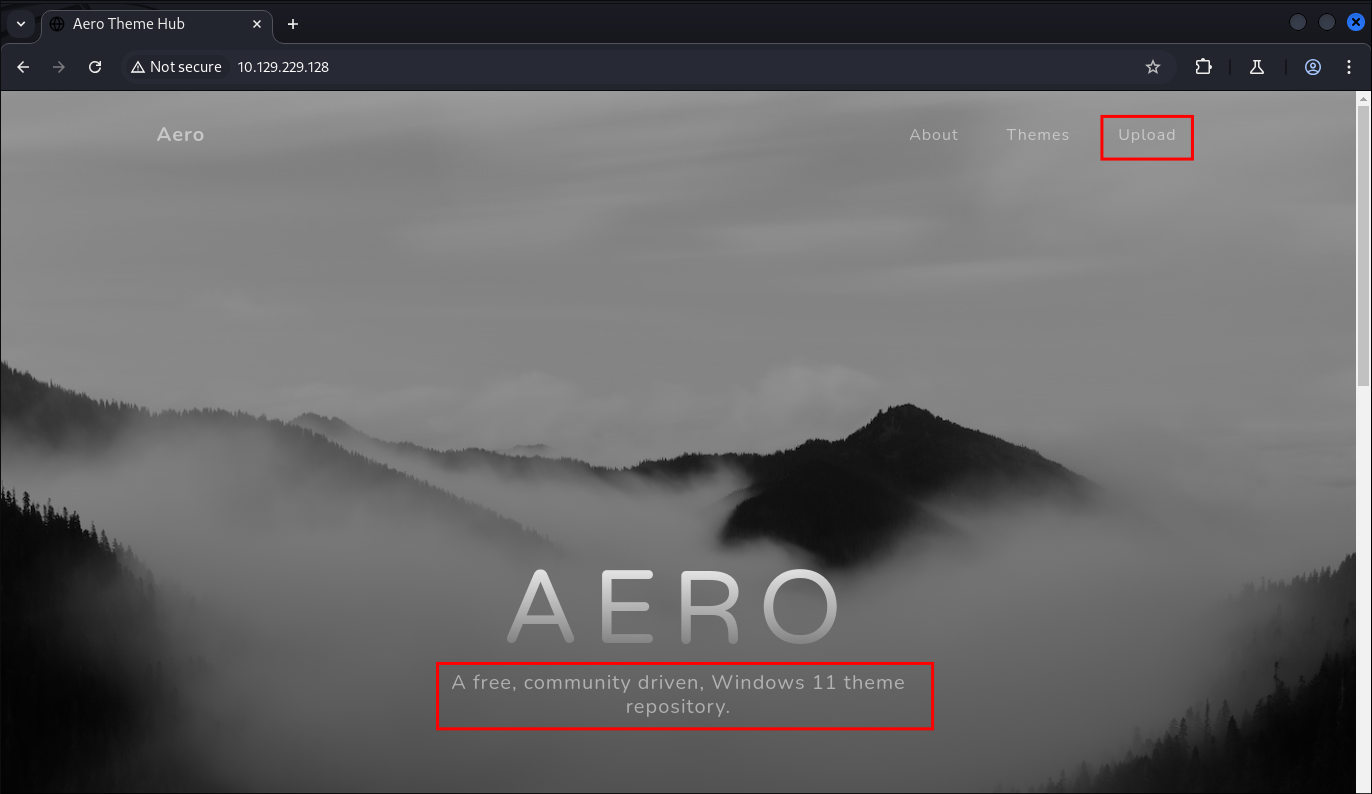 Aero Theme Hub
Not secure 10.129.229.128
Aero About Themes Upload
AERO
A free, community driven, Windows 11 theme
repository.